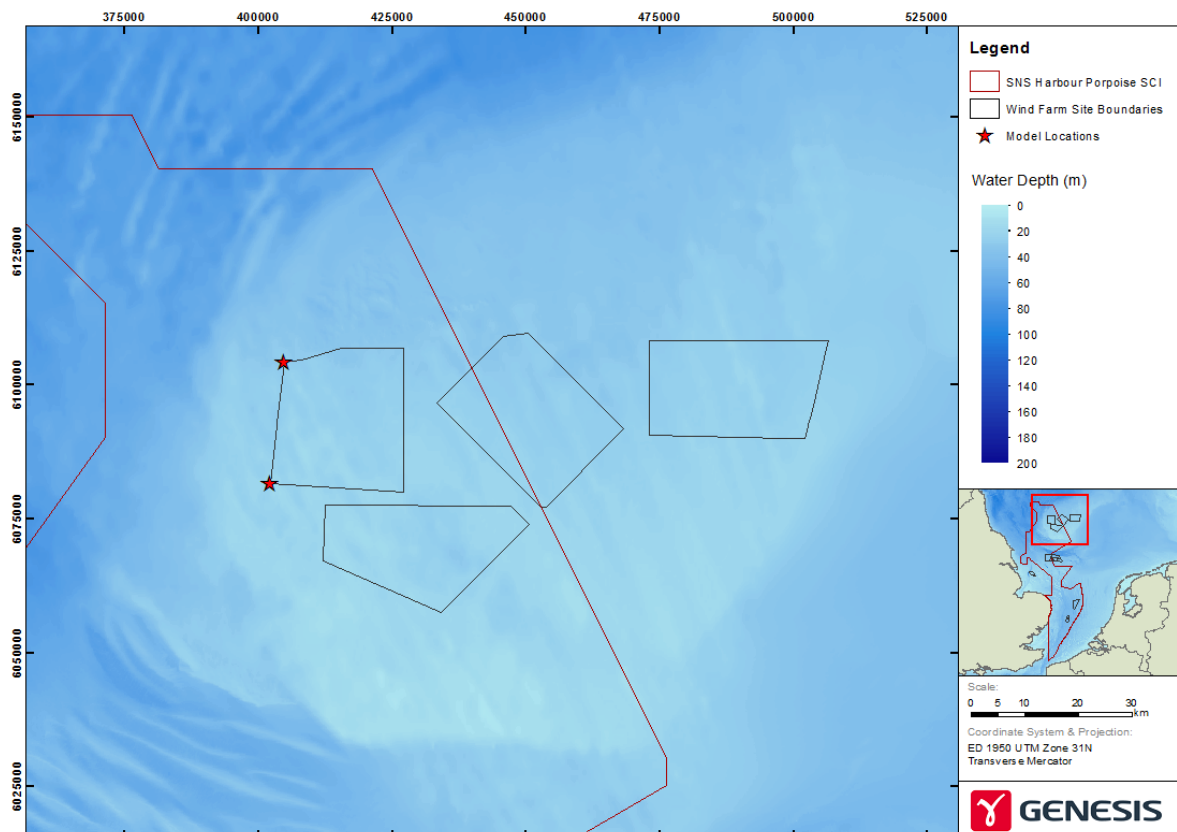 375000 400000 425000 450000 475000 500000 525000
6150000
6125000
6100000
6075000
6050000
6025000
Legend
SNS Harbour Porpoise SCI
Wind Farm Site Boundaries
Model Locations
Water Depth (m)
0
20
40
60
80
100
120
140
160
180
200
Scale:
0 5 10 20 30
km
Coordinate System & Projection:
ED 1950 UTM Zone 31N
Transverse Mercator
GENESIS